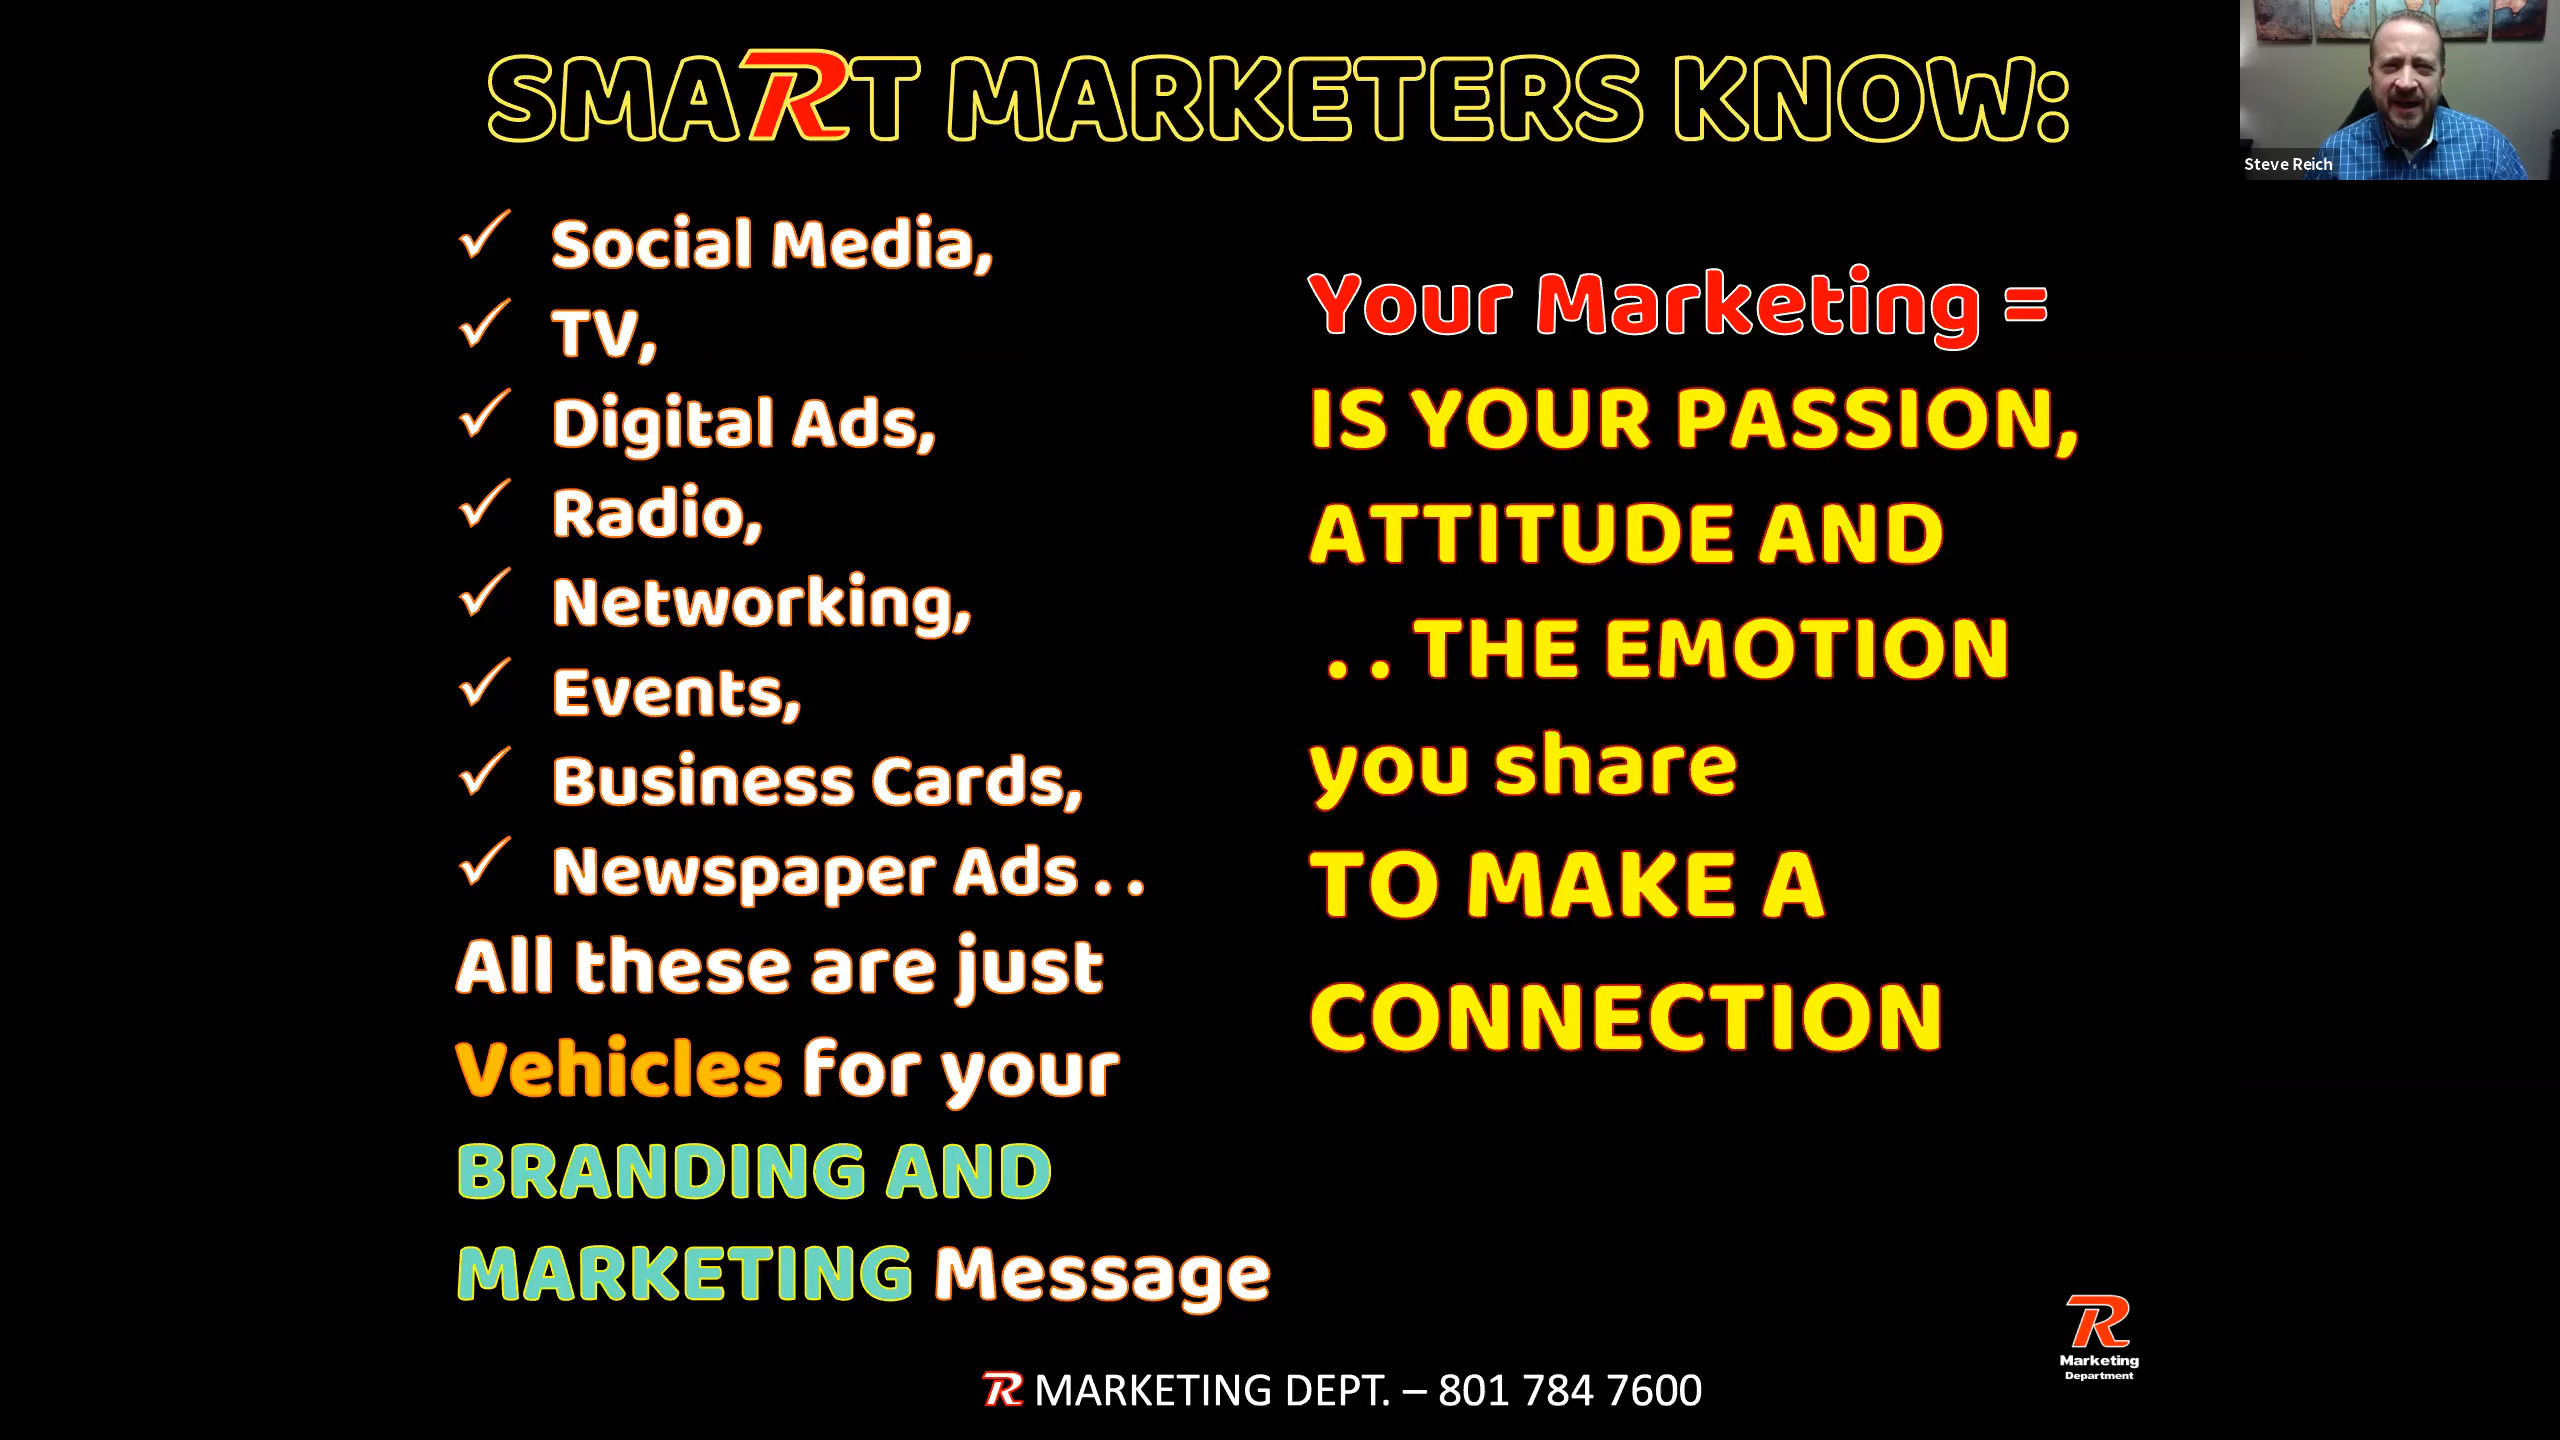 SMART MARKETERS KNOW:
Steve Reich
✓ Social Media,
✓ TV,
✓ Digital Ads,
✓ Radio,
✓ Networking,
✓ Events,
✓ Business Cards,
✓ Newspaper Ads . .
All these are just
Vehicles for your
BRANDING AND
MARKETING Message
Your Marketing =
IS YOUR PASSION,
ATTITUDE AND
. . THE EMOTION
you share
TO MAKE A
CONNECTION
R MARKETING DEPT. – 801 784 7600
R
Marketing
Department